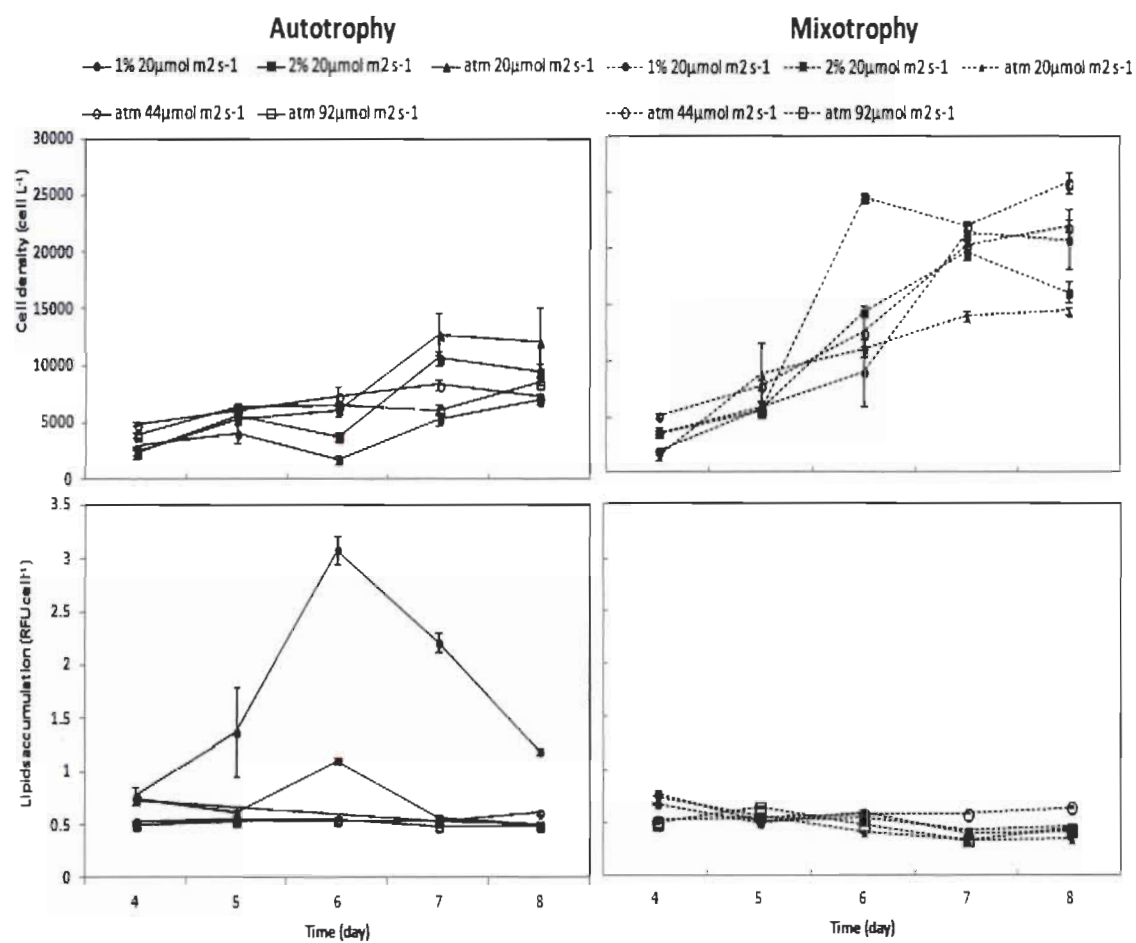 Autotrophy
1% 20µmol m2 s-1 2% 20µmol m2 s-1 atm 20µmol m2 s-1
atm 44µmol m2 s-1 atm 92µmol m2 s-1
Mixotrophy
1% 20µmol m2 s-1 2% 20µmol m2 s-1 atm 20µmol m2 s-1
atm 44µmol m2 s-1 atm 92µmol m2 s-1
Cell density (cell L-1)
30000
25000
20000
15000
10000
5000
0
Lipids accumulation (RFU cell-1)
3.5
3
2.5
2
1.5
1
0.5
0
4 5 6 7 8
Time (day)
4 5 6 7 8
Time (day)